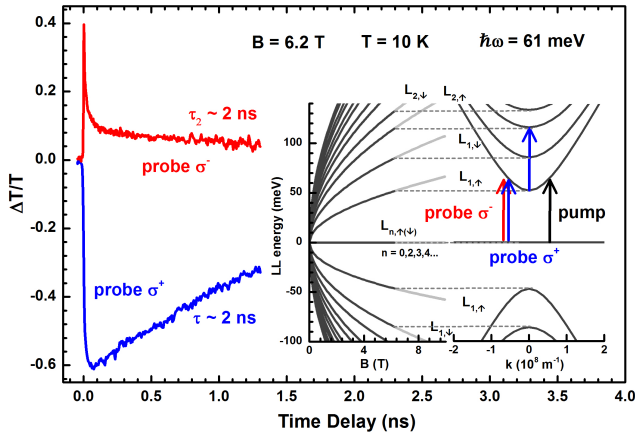 B = 6.2 T T = 10 K ℏω = 61 meV
τ₂ ~ 2 ns
probe σ⁻
probe σ⁺
τ ~ 2 ns
ΔT/T
0.4
0.2
0.0
-0.2
-0.4
-0.6
0.0 0.5 1.0 1.5 2.0 2.5 3.0 3.5 4.0
Time Delay (ns)
LL energy (meV)
100
50
0
-50
-100
L2,↓ L2,↑
L1,↓
L1,↑
Ln,↑(↓)
n = 0,2,3,4...
L1,↑
L1,↓
probe σ⁻
pump
probe σ⁺
0 4 8
B (T)
-2 -1 0 1 2
k (10⁸ m⁻¹)